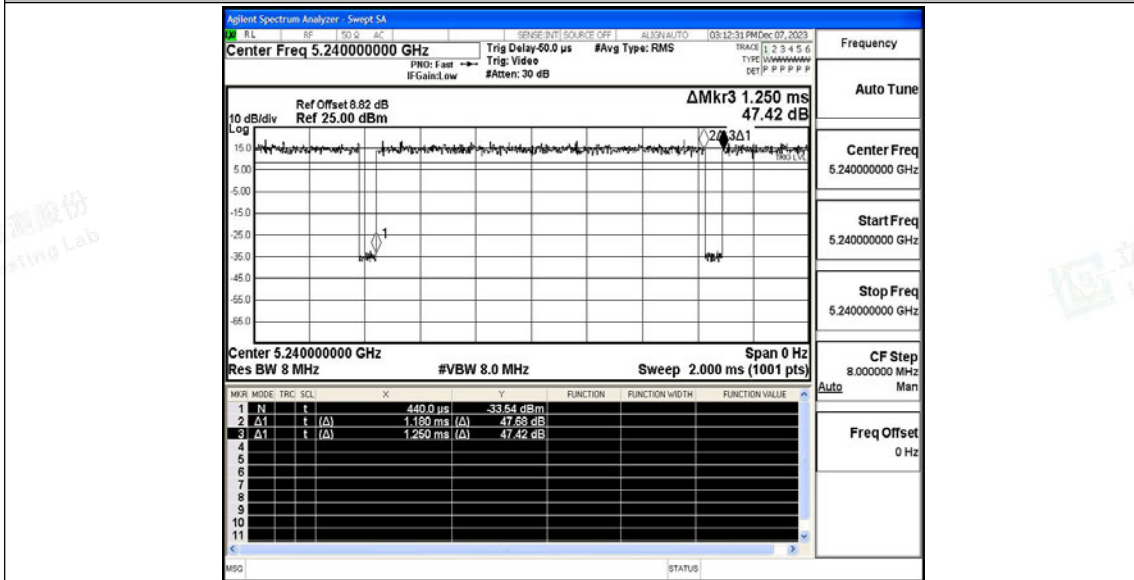 Agilent Spectrum Analyzer - Swept SA
RL RF 50 Ω AC SENSE:INT SOURCE OFF ALIGNAUTO 03:12:31 PM Dec 07, 2023
Center Freq 5.240000000 GHz
PNO: Fast
IFGain:Low
Trig Delay-50.0 µs
Trig: Video
#Atten: 30 dB
#Avg Type: RMS
TRACE 1 2 3 4 5 6
TYPE WWWWWW
DET P P P P P P
ΔMkr3 1.250 ms
47.42 dB
Ref Offset 8.82 dB
10 dB/div Ref 25.00 dBm
Log
15.0
5.00
-5.00
-15.0
-25.0
-35.0
-45.0
-55.0
-65.0
2Δ1 3Δ1
TRIG LVL
1
Center 5.240000000 GHz Span 0 Hz
Res BW 8 MHz #VBW 8.0 MHz Sweep 2.000 ms (1001 pts)
MKR MODE TRC SCL X Y FUNCTION FUNCTION WIDTH FUNCTION VALUE
1 N t 440.0 µs -33.54 dBm
2 Δ1 t (Δ) 1.180 ms (Δ) 47.68 dB
3 Δ1 t (Δ) 1.250 ms (Δ) 47.42 dB
4
5
6
7
8
9
10
11
MSG STATUS
Frequency
Auto Tune
Center Freq
5.240000000 GHz
Start Freq
5.240000000 GHz
Stop Freq
5.240000000 GHz
CF Step
8.000000 MHz
Auto Man
Freq Offset
0 Hz
股份
Lab
立